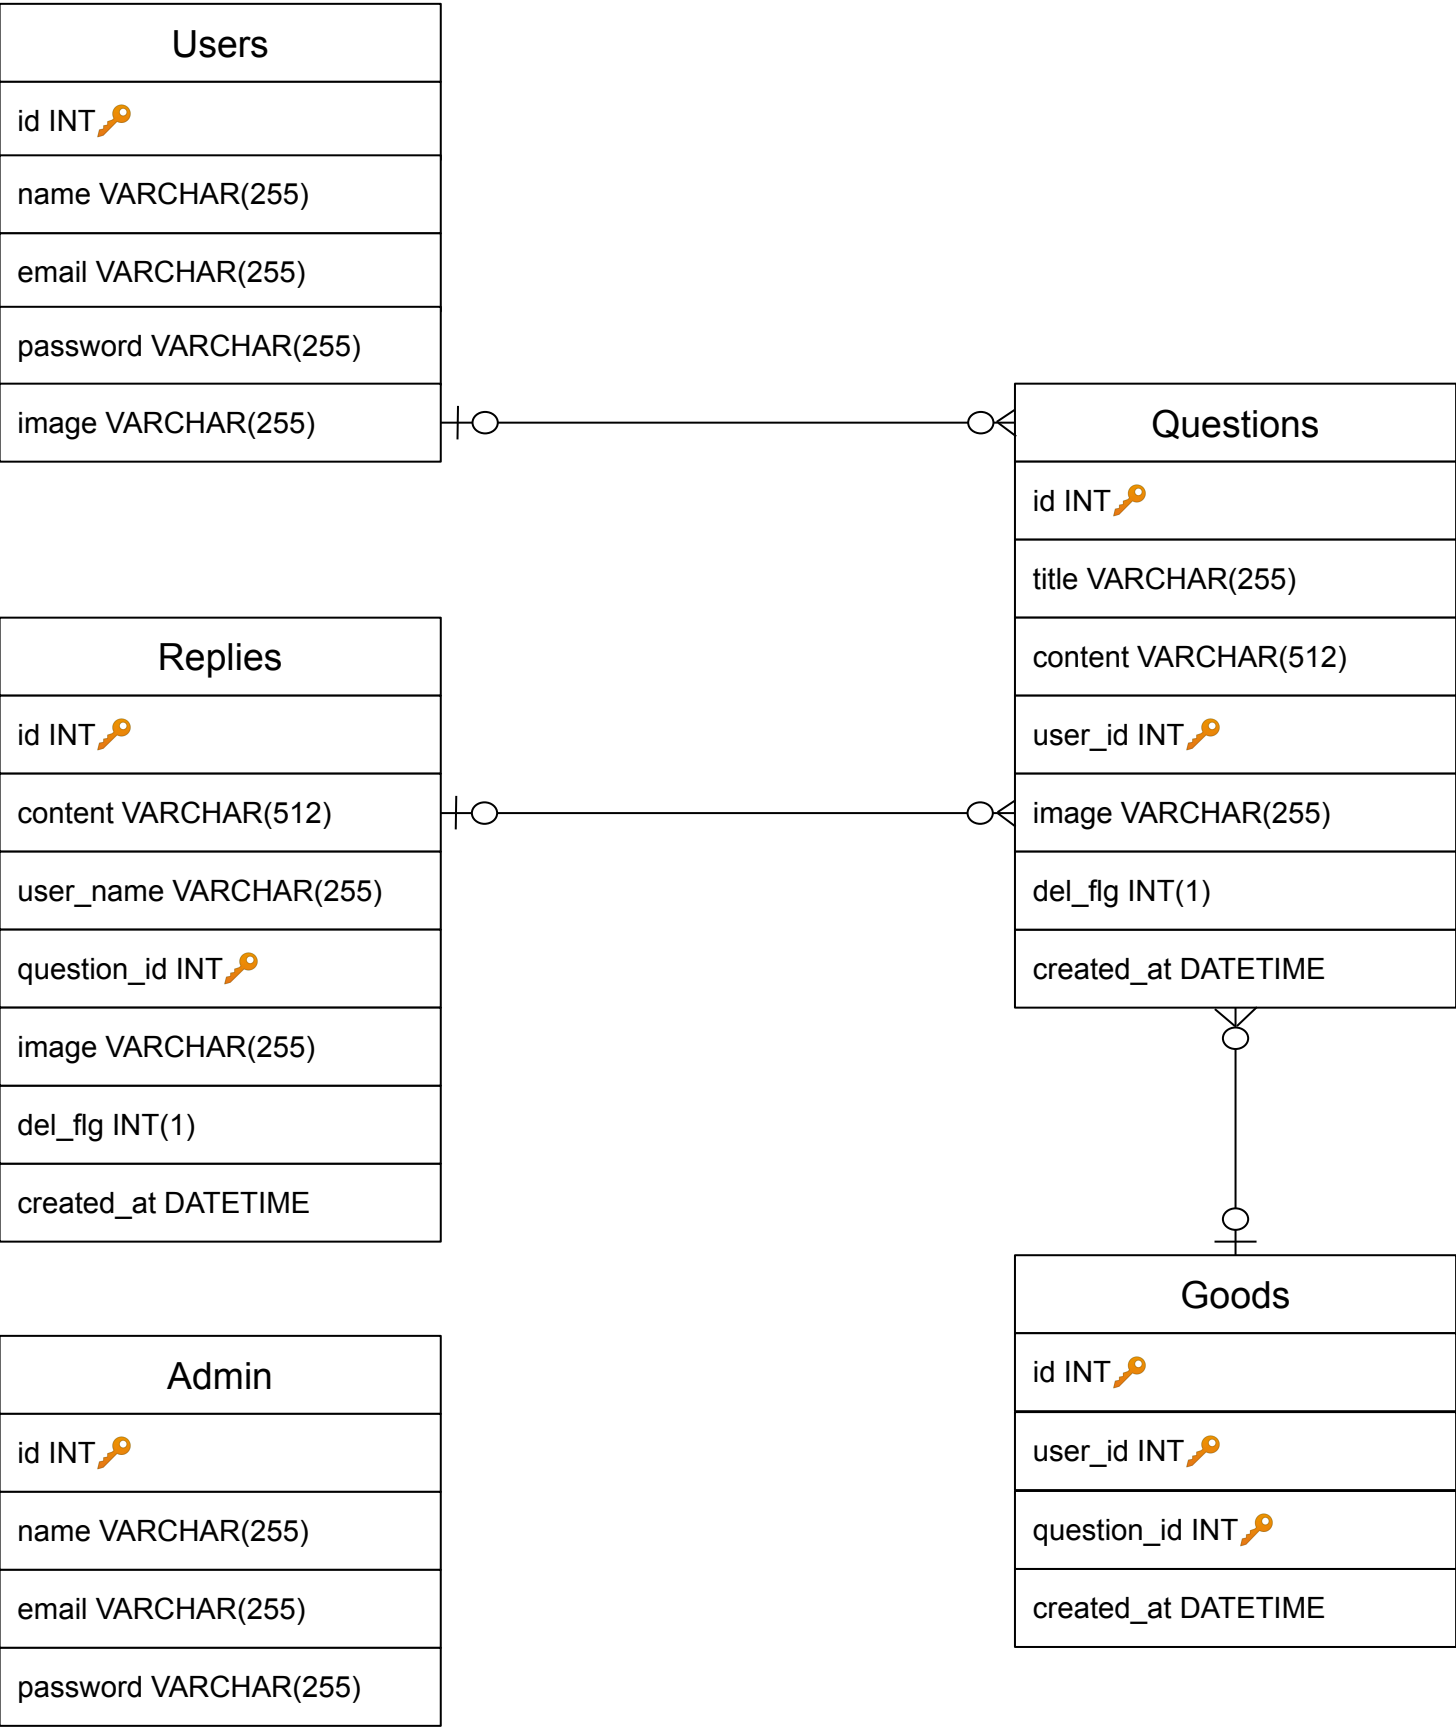 Users
id INT
name VARCHAR(255)
email VARCHAR(255)
password VARCHAR(255)
image VARCHAR(255)
Questions
id INT
title VARCHAR(255)
content VARCHAR(512)
user_id INT
image VARCHAR(255)
del_flg INT(1)
created_at DATETIME
Replies
id INT
content VARCHAR(512)
user_name VARCHAR(255)
question_id INT
image VARCHAR(255)
del_flg INT(1)
created_at DATETIME
Goods
id INT
user_id INT
question_id INT
created_at DATETIME
Admin
id INT
name VARCHAR(255)
email VARCHAR(255)
password VARCHAR(255)